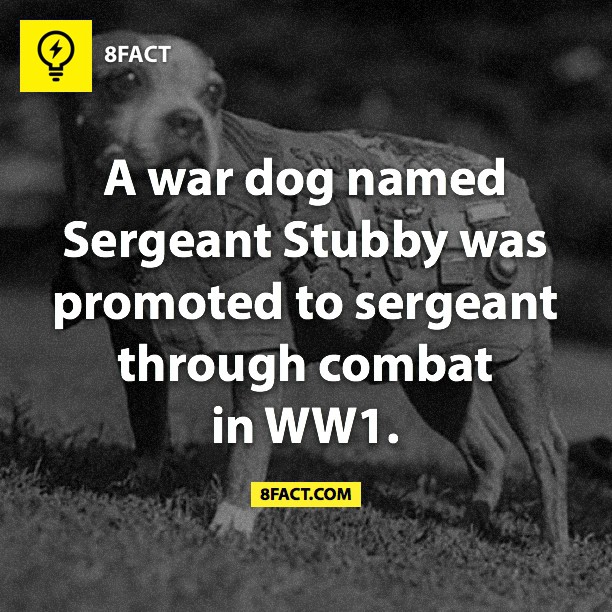 8FACT
A war dog named
Sergeant Stubby was
promoted to sergeant
through combat
in WW1.
8FACT.COM